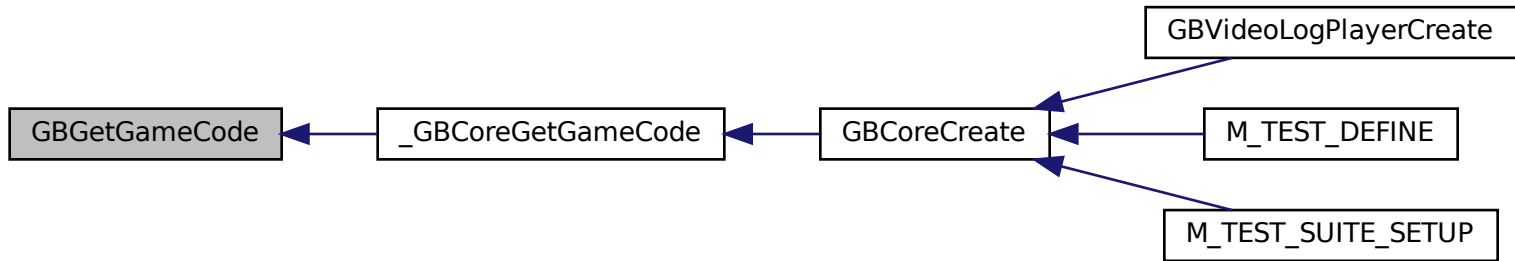 GBVideoLogPlayerCreate
GBGetGameCode
_GBCoreGetGameCode
GBCoreCreate
M_TEST_DEFINE
M_TEST_SUITE_SETUP